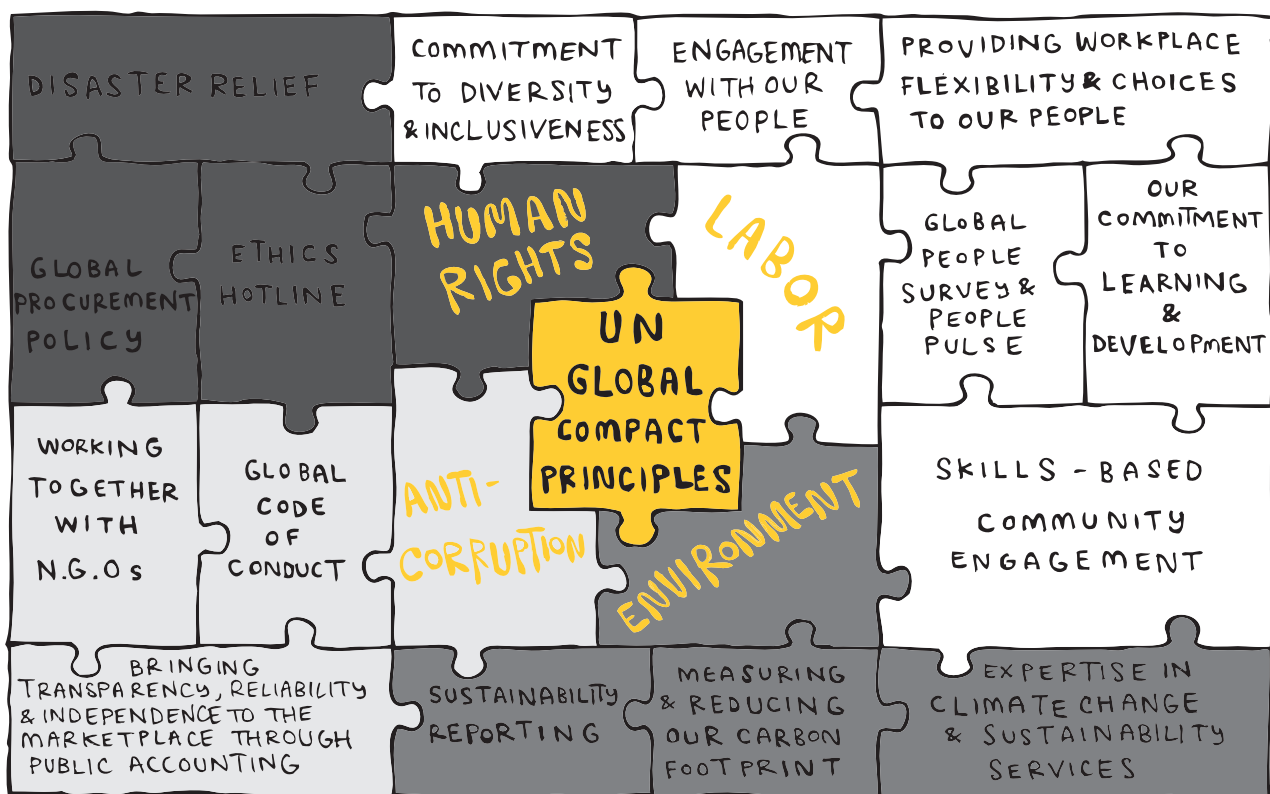 DISASTER RELIEF
COMMITMENT
TO DIVERSITY
& INCLUSIVENESS
ENGAGEMENT
WITH OUR
PEOPLE
PROVIDING WORKPLACE
FLEXIBILITY & CHOICES
TO OUR PEOPLE
GLOBAL
PROCUREMENT
POLICY
ETHICS
HOTLINE
HUMAN
RIGHTS
LABOR
GLOBAL
PEOPLE
SURVEY &
PEOPLE
PULSE
OUR
COMMITMENT
TO
LEARNING
&
DEVELOPMENT
UN
GLOBAL
COMPACT
PRINCIPLES
WORKING
TOGETHER
WITH
N.G.Os
GLOBAL
CODE
OF
CONDUCT
ANTI-
CORRUPTION
ENVIRONMENT
SKILLS - BASED
COMMUNITY
ENGAGEMENT
BRINGING
TRANSPARENCY, RELIABILITY
& INDEPENDENCE TO THE
MARKETPLACE THROUGH
PUBLIC ACCOUNTING
SUSTAINABILITY
REPORTING
MEASURING
& REDUCING
OUR CARBON
FOOTPRINT
EXPERTISE IN
CLIMATE CHANGE
& SUSTAINABILITY
SERVICES